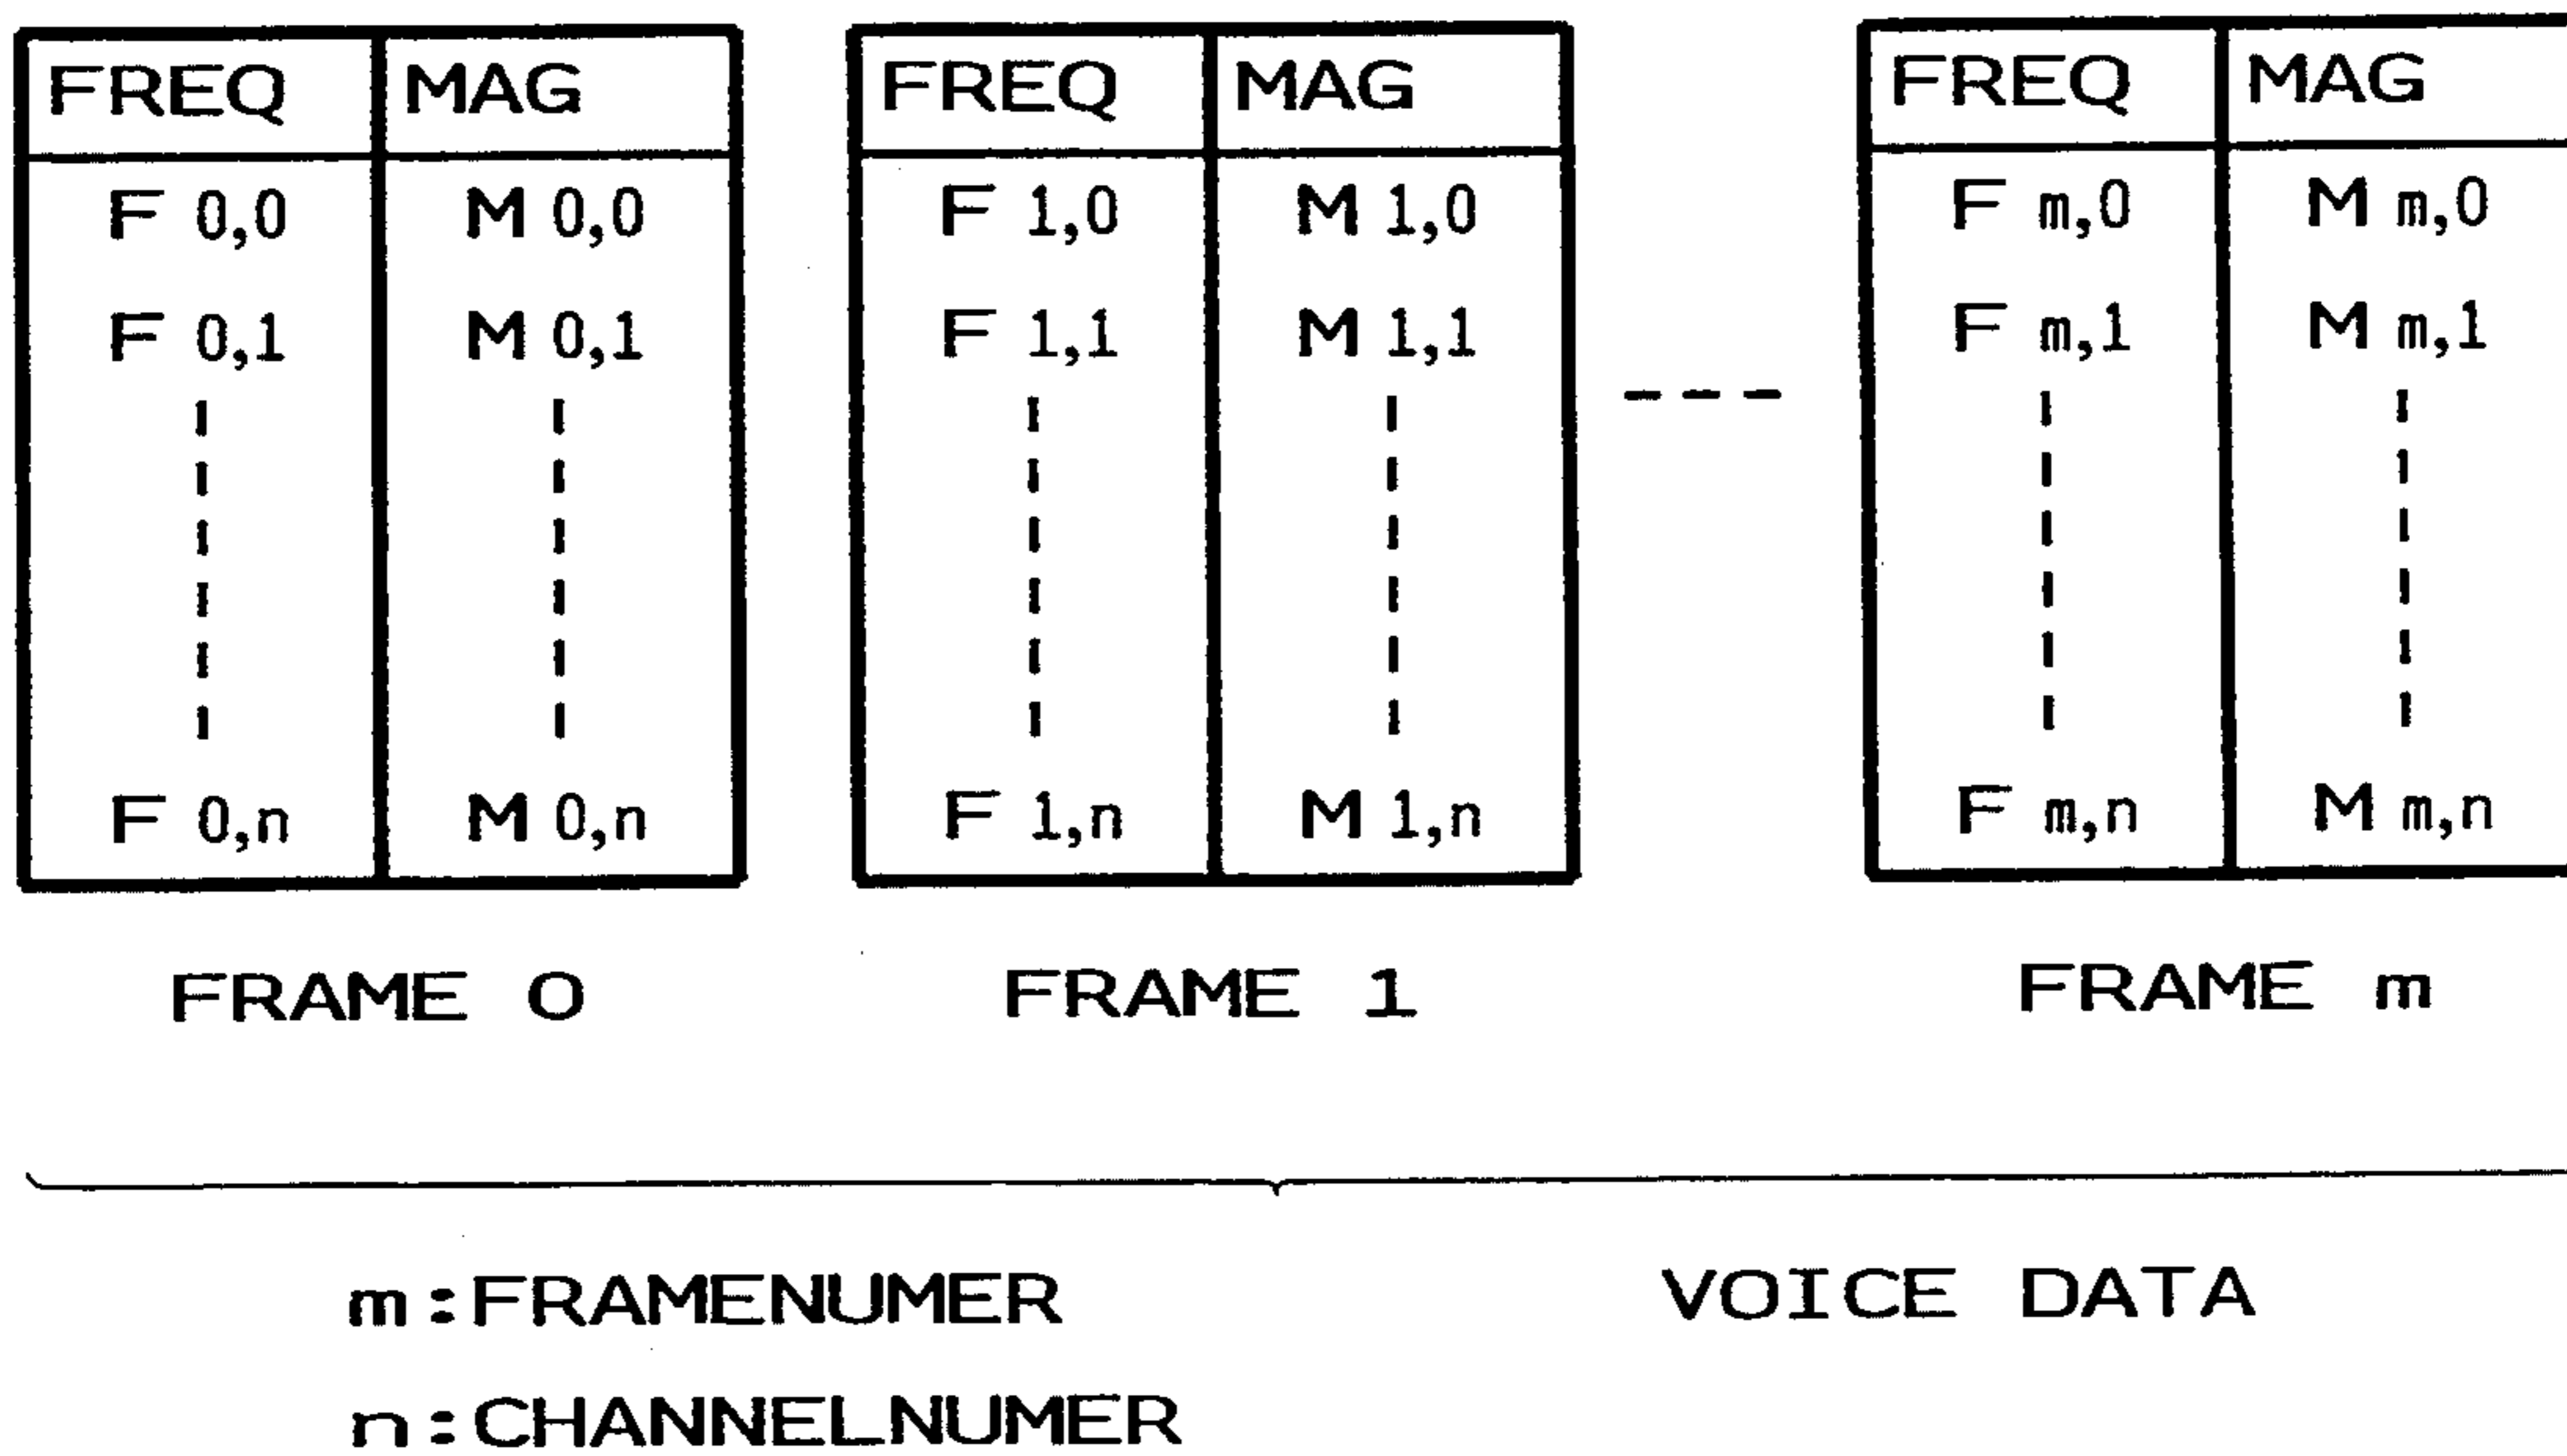 FREQ MAG FREQ MAG FREQ MAG
F 0,0 M 0,0 F 1,0 M 1,0 F m,0 M m,0
F 0,1 M 0,1 F 1,1 M 1,1 F m,1 M m,1
F 0,n M 0,n F 1,n M 1,n F m,n M m,n
FRAME 0 FRAME 1 FRAME m
m:FRAMENUMER VOICE DATA
n:CHANNELNUMER